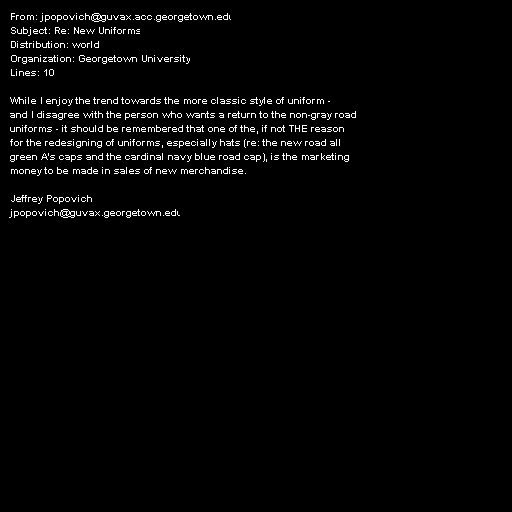 From: jpopovich@guvax.acc.georgetown.edu
Subject: Re: New Uniforms
Distribution: world
Organization: Georgetown University
Lines: 10

While I enjoy the trend towards the more classic style of uniform -
and I disagree with the person who wants a return to the non-gray road
uniforms - it should be remembered that one of the, if not THE reason
for the redesigning of uniforms, especially hats (re: the new road all
green A's caps and the cardinal navy blue road cap), is the marketing
money to be made in sales of new merchandise.

Jeffrey Popovich
jpopovich@guvax.georgetown.edu